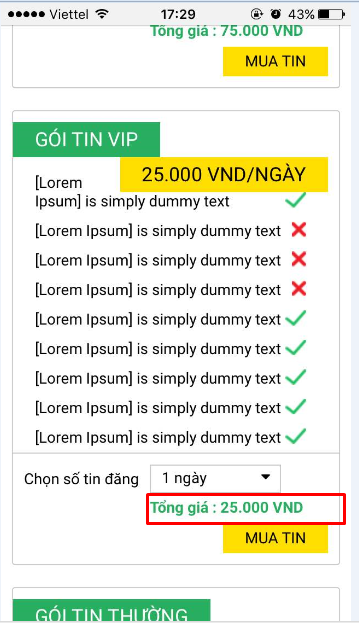 Viettel 17:29 43%
Tổng giá : 75.000 VND
MUA TIN
GÓI TIN VIP
25.000 VND/NGÀY
[Lorem
Ipsum] is simply dummy text
[Lorem Ipsum] is simply dummy text
[Lorem Ipsum] is simply dummy text
[Lorem Ipsum] is simply dummy text
[Lorem Ipsum] is simply dummy text
[Lorem Ipsum] is simply dummy text
[Lorem Ipsum] is simply dummy text
[Lorem Ipsum] is simply dummy text
[Lorem Ipsum] is simply dummy text
Chọn số tin đăng 1 ngày
Tổng giá : 25.000 VND
MUA TIN
GÓI TIN THƯỜNG